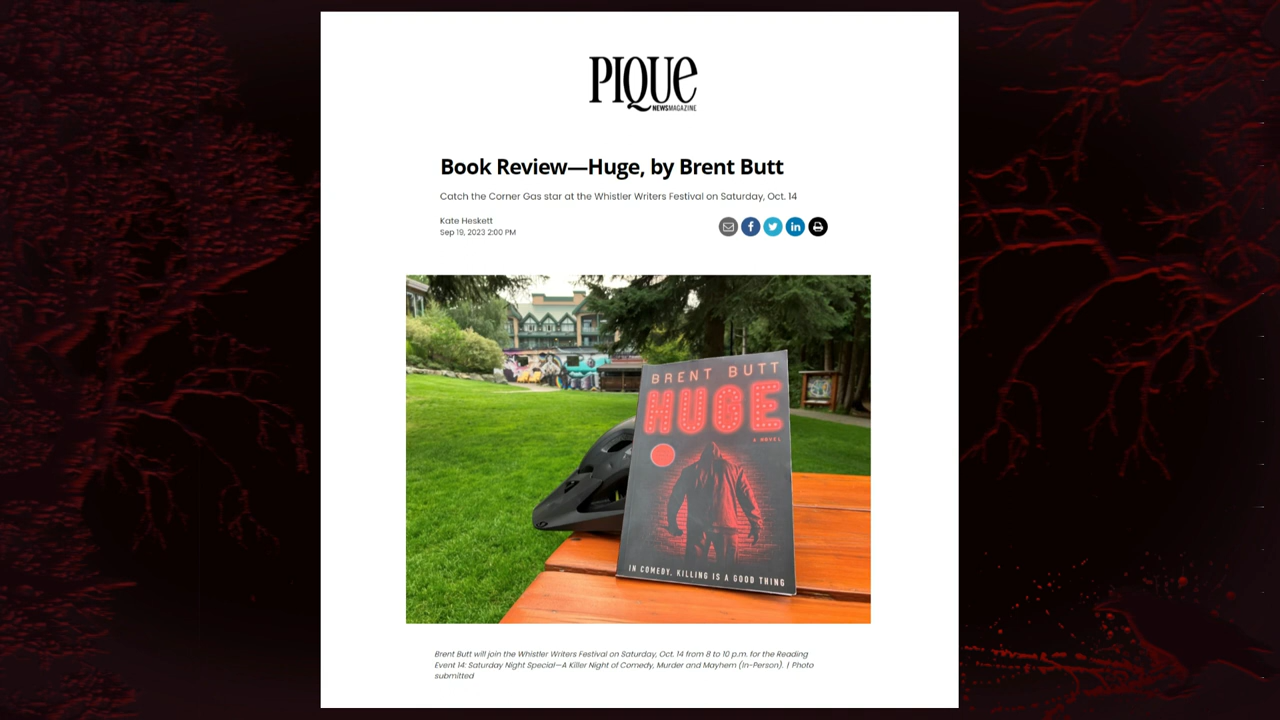 PIQUE
NEWSMAGAZINE
Book Review—Huge, by Brent Butt
Catch the Corner Gas star at the Whistler Writers Festival on Saturday, Oct. 14
Kate Heskett
Sep 19, 2023 2:00 PM
BRENT BUTT
HUGE
A NOVEL
IN COMEDY, KILLING IS A GOOD THING
Brent Butt will join the Whistler Writers Festival on Saturday, Oct. 14 from 8 to 10 p.m. for the Reading
Event 14: Saturday Night Special—A Killer Night of Comedy, Murder and Mayhem (In-Person). | Photo
submitted